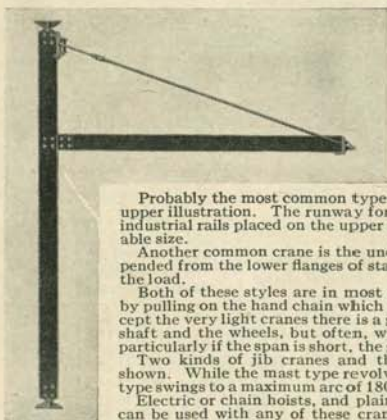 Probably the most common type
upper illustration. The runway for
industrial rails placed on the upper
able size.
Another common crane is the und
pended from the lower flanges of sta
the load.
Both of these styles are in most
by pulling on the hand chain which
cept the very light cranes there is a
shaft and the wheels, but often, w
particularly if the span is short, the
Two kinds of jib cranes and th
shown. While the mast type revolv
type swings to a maximum arc of 180
Electric or chain hoists, and plain
can be used with any of these cran